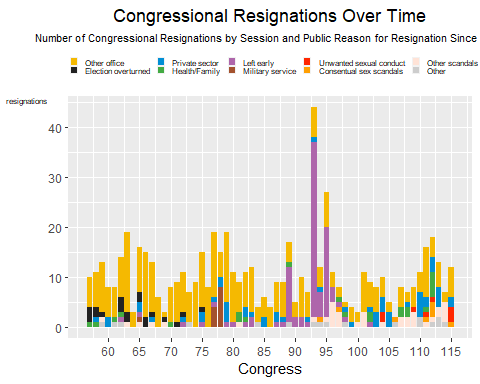 Congressional Resignations Over Time
Number of Congressional Resignations by Session and Public Reason for Resignation Since
Other office Private sector Left early Unwanted sexual conduct Other scandals
Election overturned Health/Family Military service Consentual sex scandals Other
resignations
40
30
20
10
0
60 65 70 75 80 85 90 95 100 105 110 115
Congress